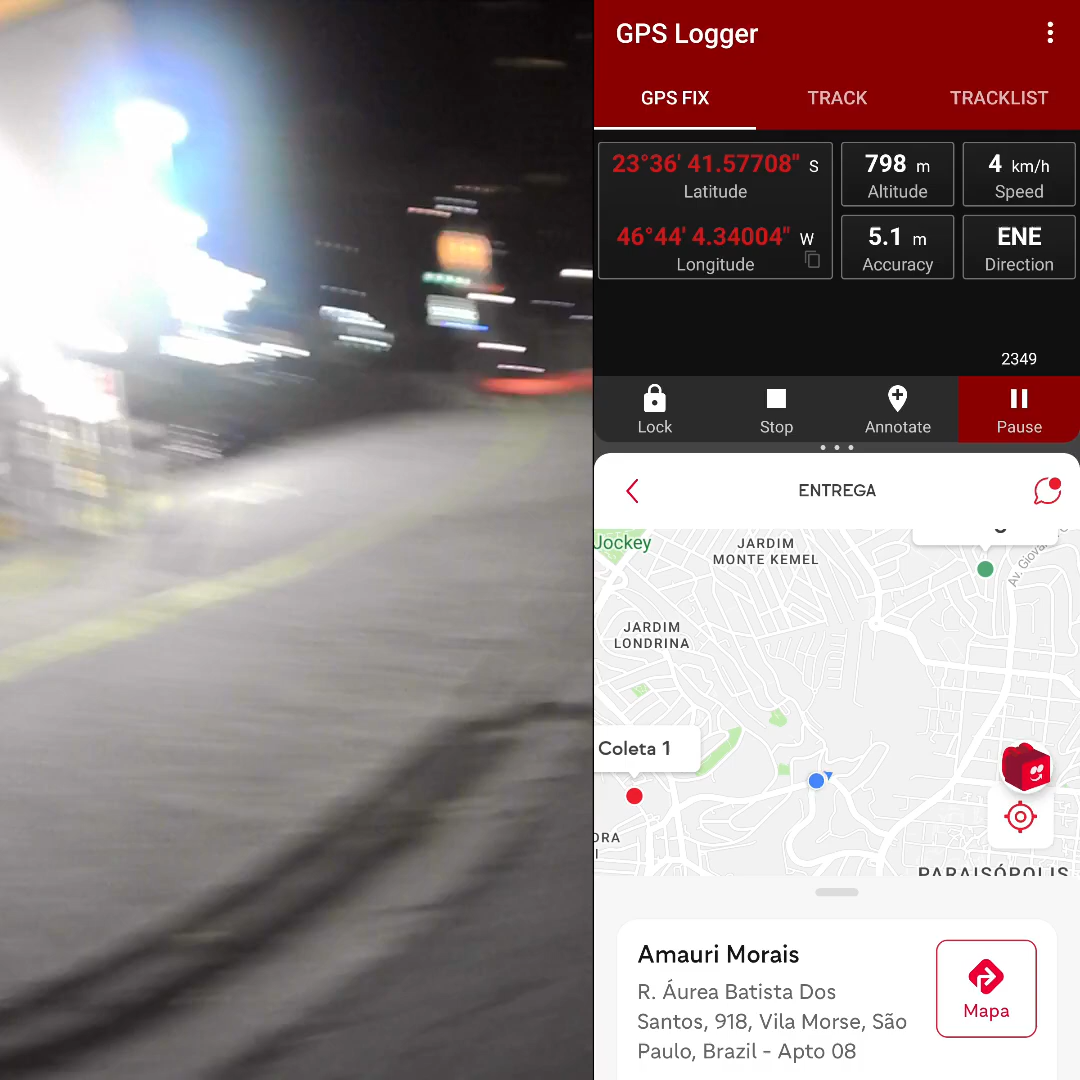 GPS Logger
GPS FIX
TRACK
TRACKLIST
23°36' 41.57708" S
Latitude
46°44' 4.34004" W
Longitude
798 m
Altitude
4 km/h
Speed
5.1 m
Accuracy
ENE
Direction
2349
Lock
Stop
Annotate
Pause
ENTREGA
Jockey
JARDIM
MONTE KEMEL
JARDIM
LONDRINA
Coleta 1
PARAISÓPOLIS
Amauri Morais
R. Áurea Batista Dos
Santos, 918, Vila Morse, São
Paulo, Brazil - Apto 08
Mapa